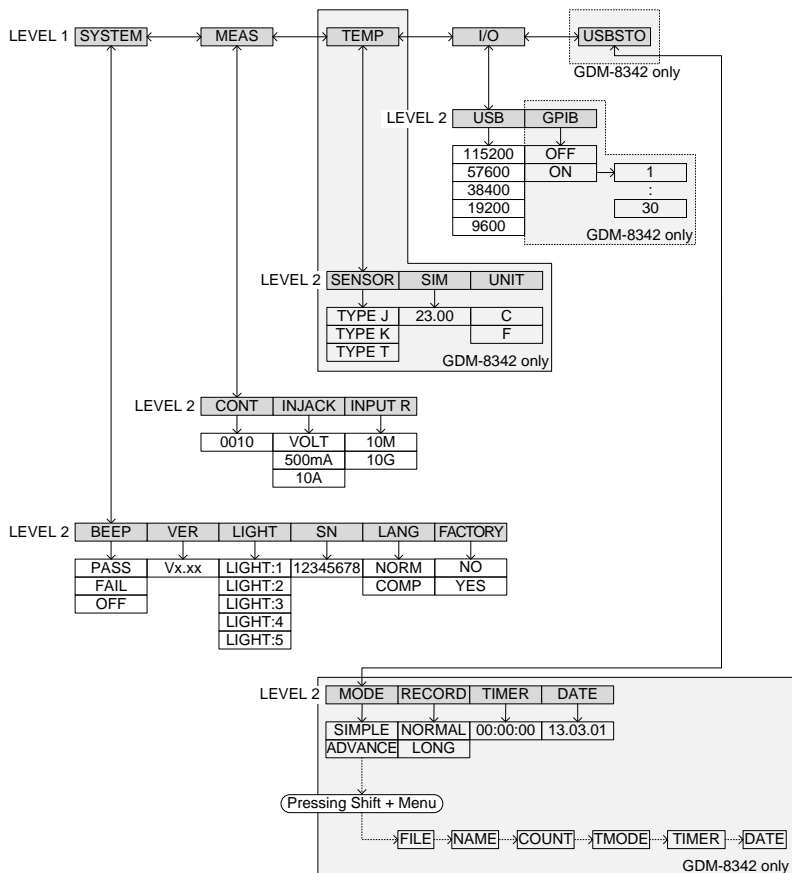 LEVEL 1 SYSTEM MEAS TEMP I/O USBSTO
GDM-8342 only
LEVEL 2 USB GPIB
115200 OFF
57600 ON 1
38400 :
19200 30
9600
GDM-8342 only
LEVEL 2 SENSOR SIM UNIT
TYPE J 23.00 C
TYPE K F
TYPE T
GDM-8342 only
LEVEL 2 CONT INJACK INPUT R
0010 VOLT 10M
500mA 10G
10A
LEVEL 2 BEEP VER LIGHT SN LANG FACTORY
PASS Vx.xx LIGHT:1 12345678 NORM NO
FAIL LIGHT:2 COMP YES
OFF LIGHT:3
LIGHT:4
LIGHT:5
LEVEL 2 MODE RECORD TIMER DATE
SIMPLE NORMAL 00:00:00 13.03.01
ADVANCE LONG
Pressing Shift + Menu
FILE NAME COUNT TMODE TIMER DATE
GDM-8342 only